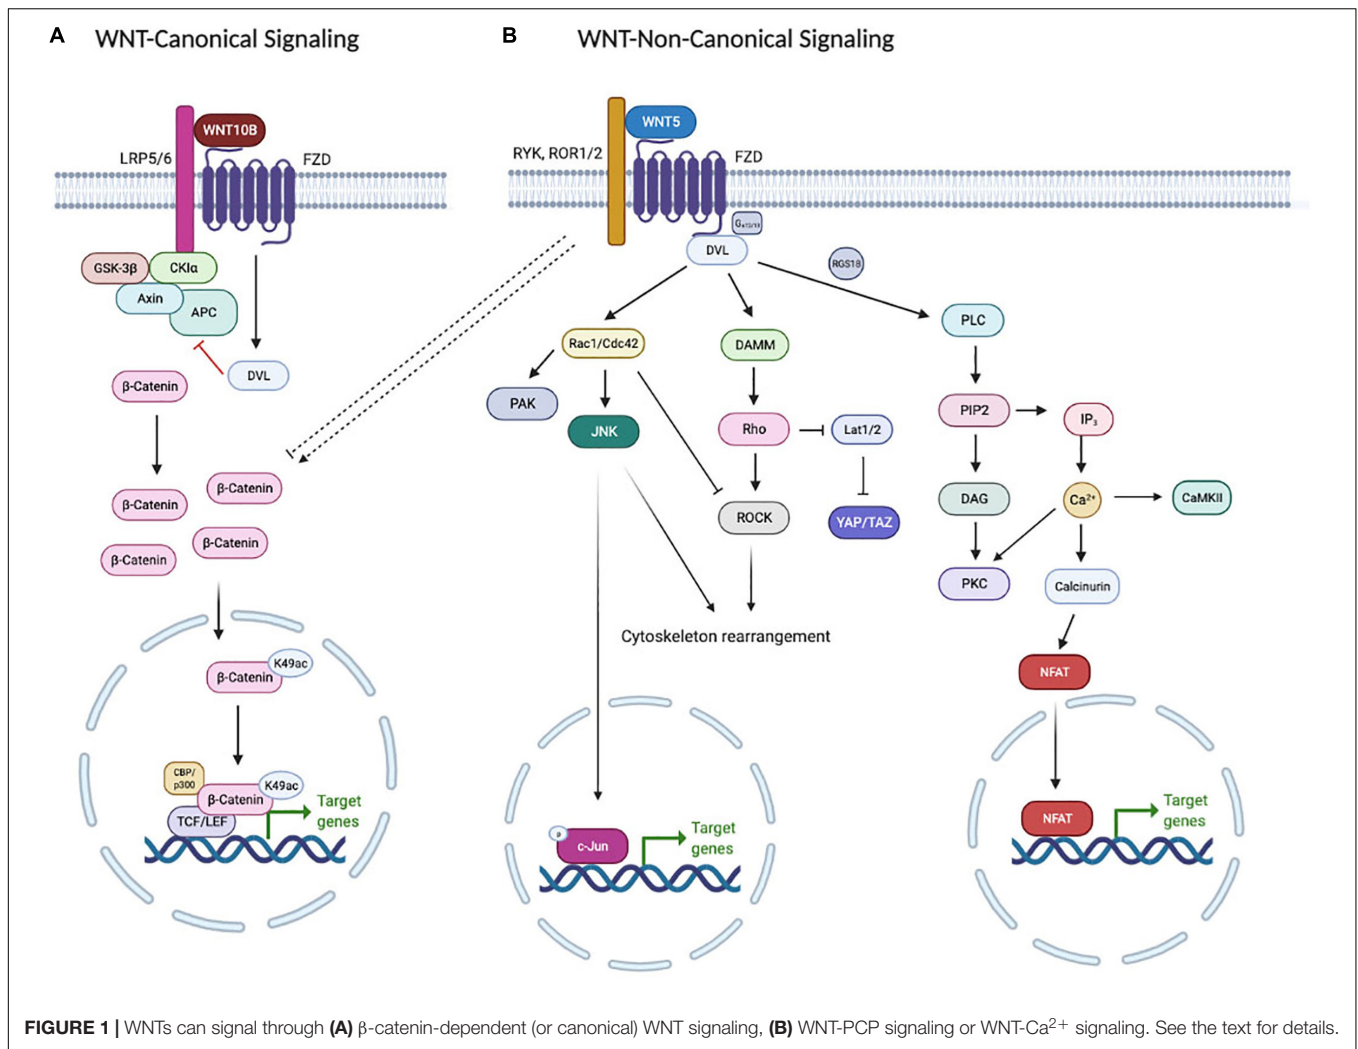 A WNT-Canonical Signaling
B WNT-Non-Canonical Signaling
WNT10B
LRP5/6
FZD
GSK-3β
CKIα
Axin
APC
DVL
β-Catenin
β-Catenin
β-Catenin
β-Catenin
β-Catenin
β-Catenin
K49ac
CBP/
p300
β-Catenin
K49ac
TCF/LEF
Target
genes
WNT5
RYK, ROR1/2
FZD
Gα12/13
DVL
RGS18
Rac1/Cdc42
DAMM
PLC
PAK
JNK
Rho
Lat1/2
PIP2
IP3
ROCK
YAP/TAZ
DAG
Ca2+
CaMKII
PKC
Calcinurin
Cytoskeleton rearrangement
NFAT
P
c-Jun
Target
genes
NFAT
Target
genes
FIGURE 1 | WNTs can signal through (A) β-catenin-dependent (or canonical) WNT signaling, (B) WNT-PCP signaling or WNT-Ca2+ signaling. See the text for details.